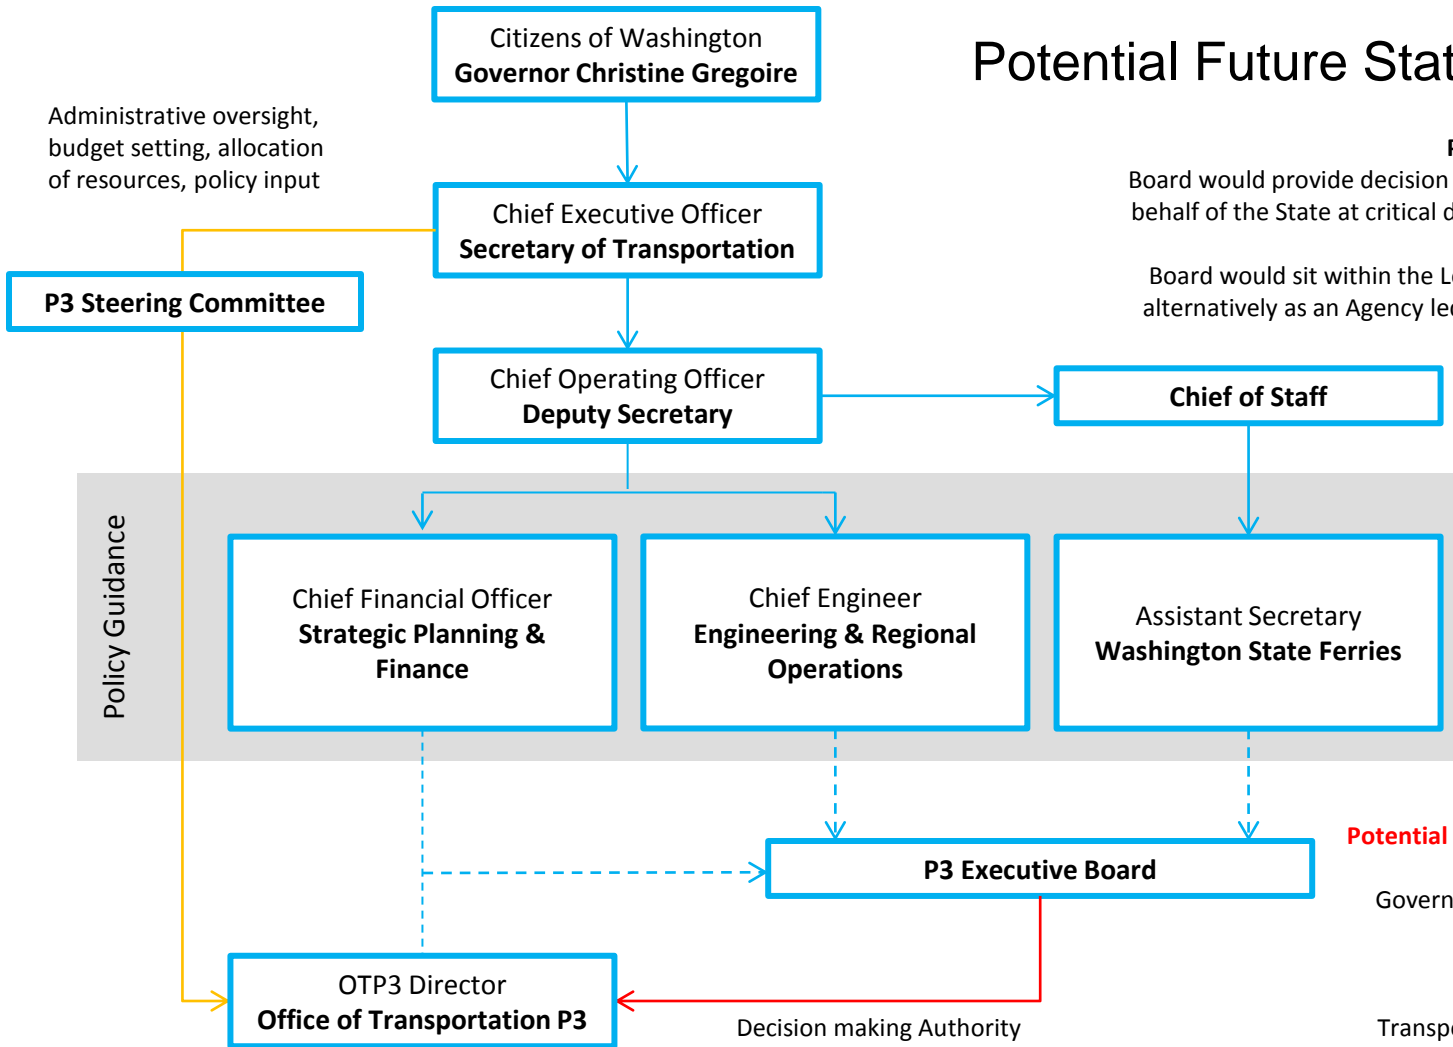 Citizens of Washington
Governor Christine Gregoire
Potential Future
Administrative oversight,
budget setting, allocation
of resources, policy input
Board would provide decision
behalf of the State at critical
Chief Executive Officer
Secretary of Transportation
Board would sit within the
alternatively as an Agency
P3 Steering Committee
Chief Operating Officer
Deputy Secretary
Chief of Staff
Policy Guidance
Chief Financial Officer
Strategic Planning &
Finance
Chief Engineer
Engineering & Regional
Operations
Assistant Secretary
Washington State Ferries
Potential
P3 Executive Board
OTP3 Director
Office of Transportation P3
Decision making Authority